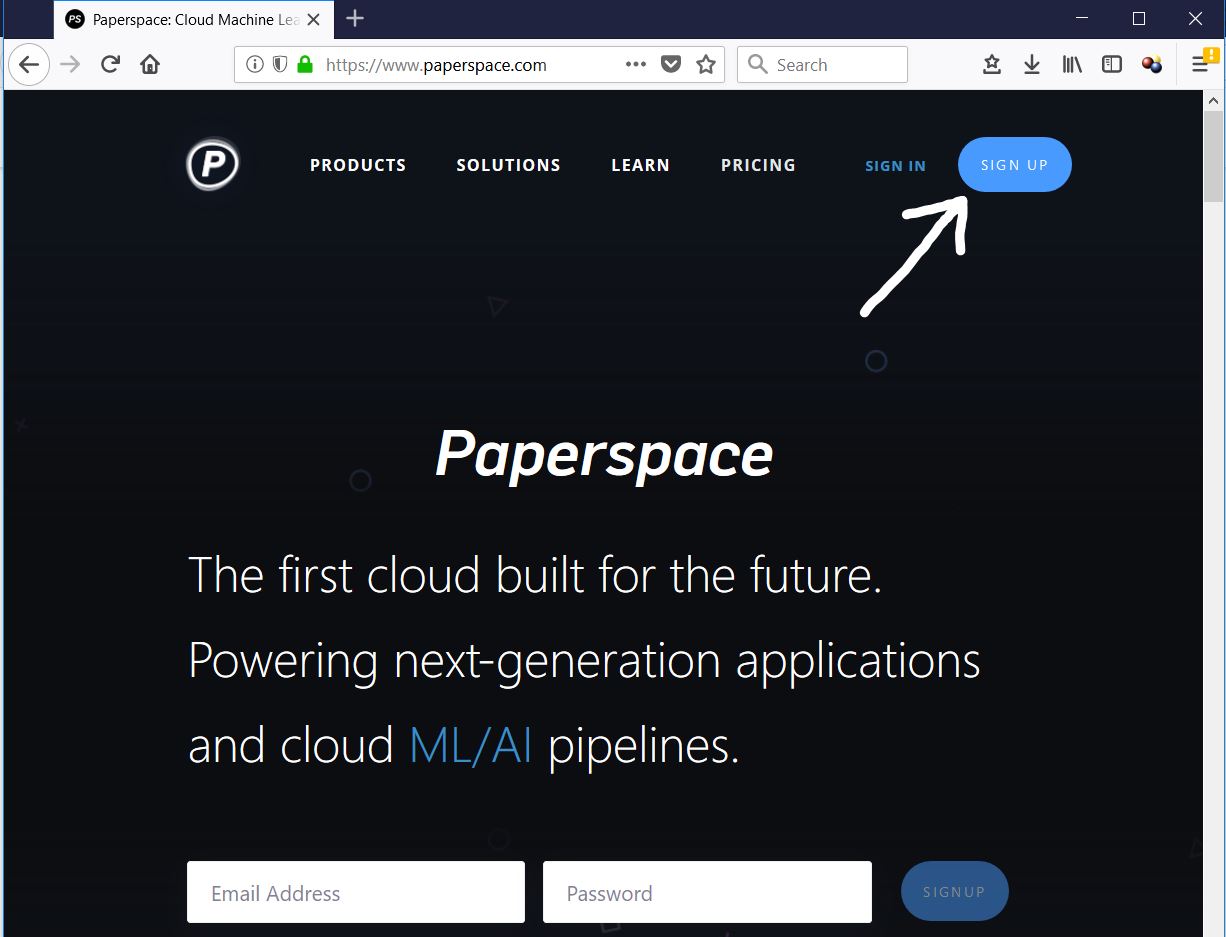 PS Paperspace: Cloud Machine Lea
https://www.paperspace.com
Search
P PRODUCTS SOLUTIONS LEARN PRICING SIGN IN SIGN UP
Paperspace
The first cloud built for the future.
Powering next-generation applications
and cloud ML/AI pipelines.
Email Address Password SIGNUP